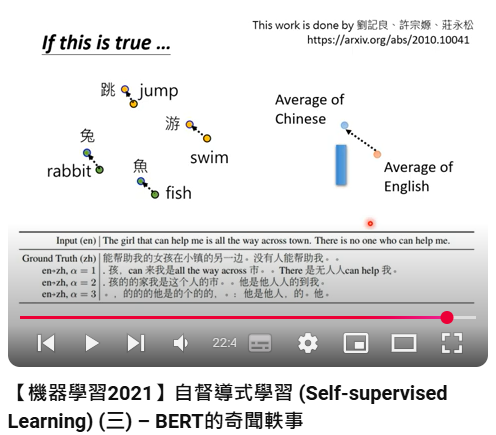 This work is done by 劉記良、許宗嫄、莊永松
https://arxiv.org/abs/2010.10041
If this is true …
跳 jump
游
swim
兔
rabbit
魚
fish
Average of
Chinese
Average of
English
Input (en) The girl that can help me is all the way across town. There is no one who can help me.
Ground Truth (zh) 能帮助我的女孩在小镇的另一边。没有人能帮助我。。
en→zh, α = 1 , 孩，can 来我是all the way across 市。。There 是无人人can help 我。
en→zh, α = 2 , 孩的的家我是这个人的市。。他是他人人的到我。
en→zh, α = 3 。，的的的他是的个的的，。：他是他人，的。他。
22:4
【機器學習2021】自督導式學習 (Self-supervised
Learning) (三) – BERT的奇聞軼事